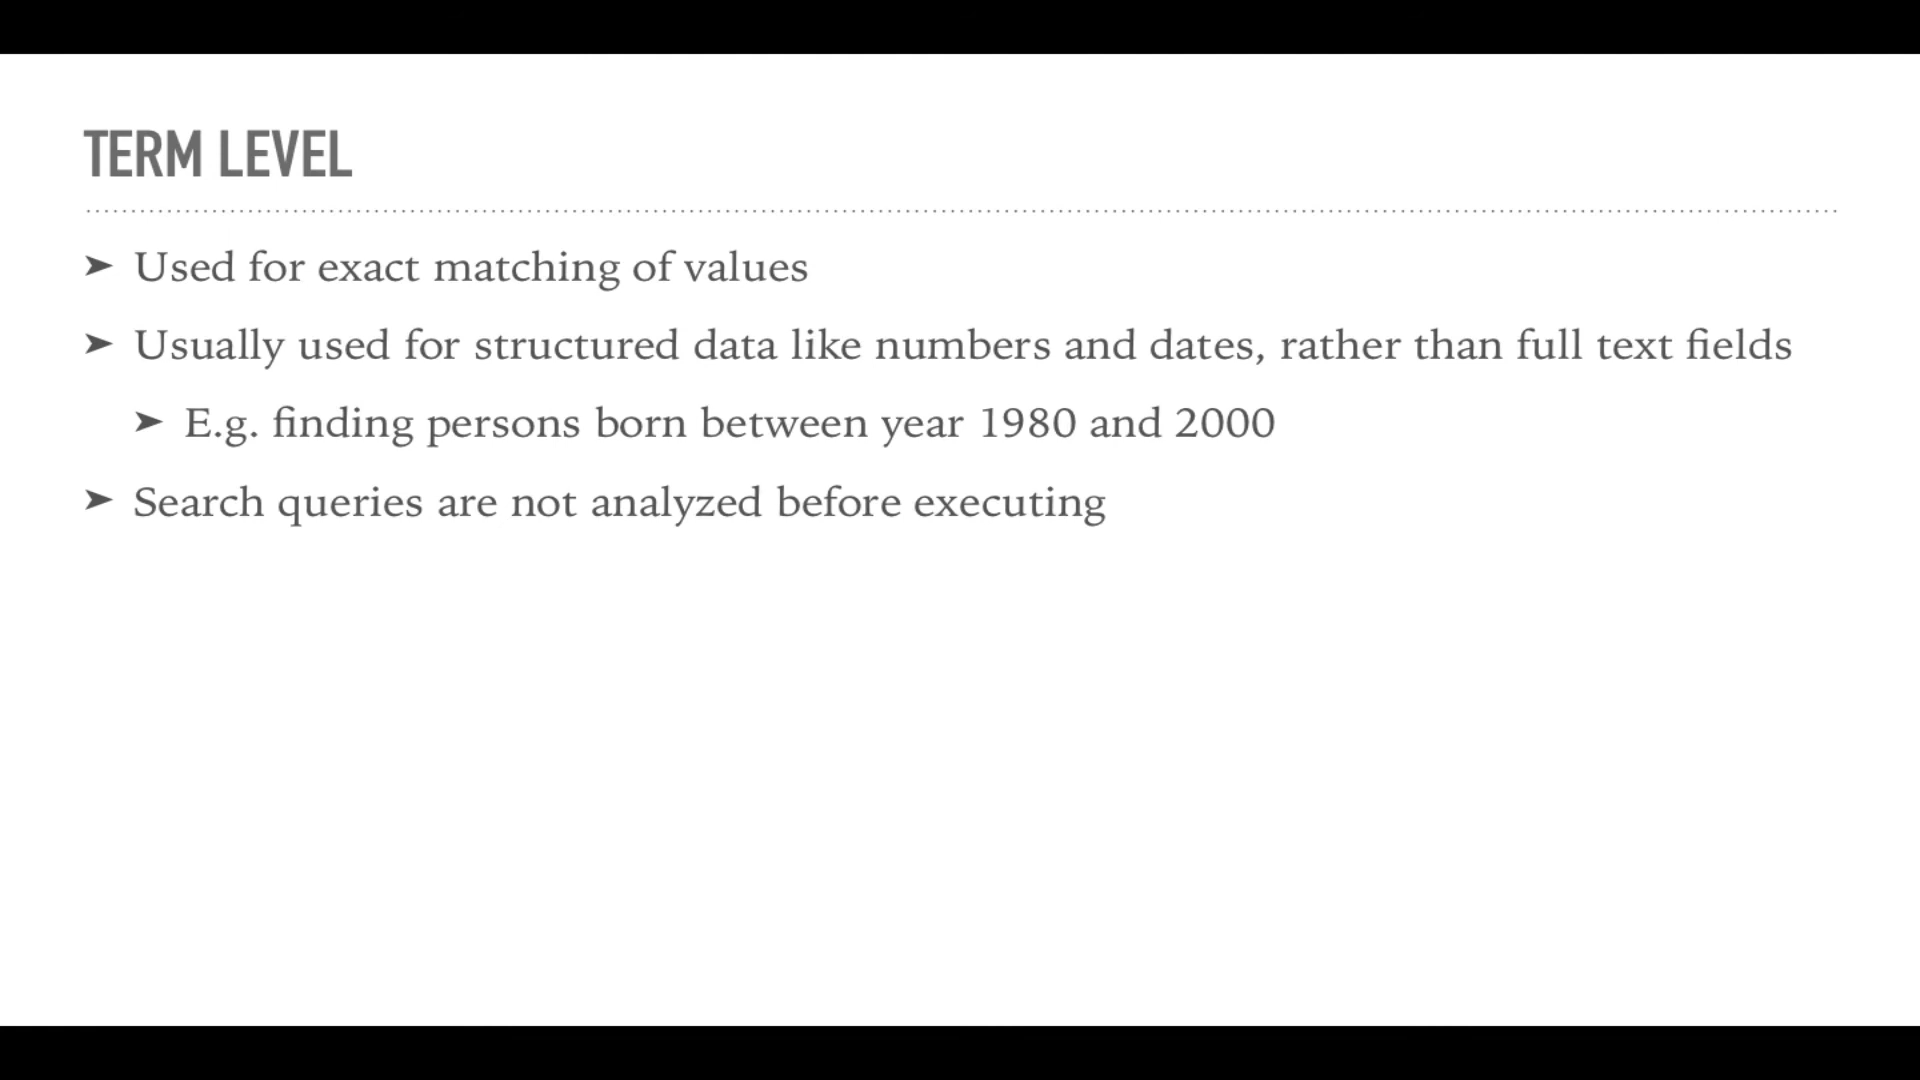 TERM LEVEL
➤ Used for exact matching of values
➤ Usually used for structured data like numbers and dates, rather than full text fields
➤ E.g. finding persons born between year 1980 and 2000
➤ Search queries are not analyzed before executing